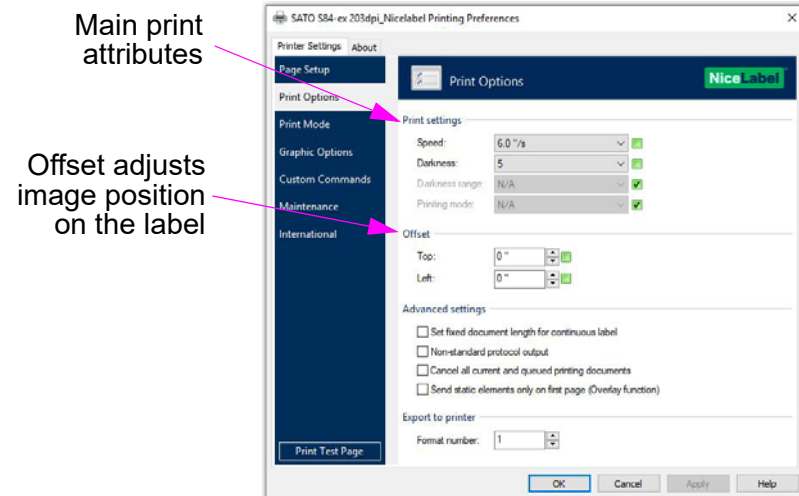 Main print
attributes
Offset adjusts
image position
on the label
SATO S84-ex 203dpi_Nicelabel Printing Preferences
Printer Settings About
Page Setup
Print Options
Print Mode
Graphic Options
Custom Commands
Maintenance
International
Print Test Page
Print Options
NiceLabel
Print settings
Speed: 6.0 "/s
Darkness: 5
Darkness range: N/A
Printing mode: N/A
Offset
Top: 0 "
Left: 0 "
Advanced settings
Set fixed document length for continuous label
Non-standard protocol output
Cancel all current and queued printing documents
Send static elements only on first page (Overlay function)
Export to printer
Format number: 1
OK Cancel Apply Help